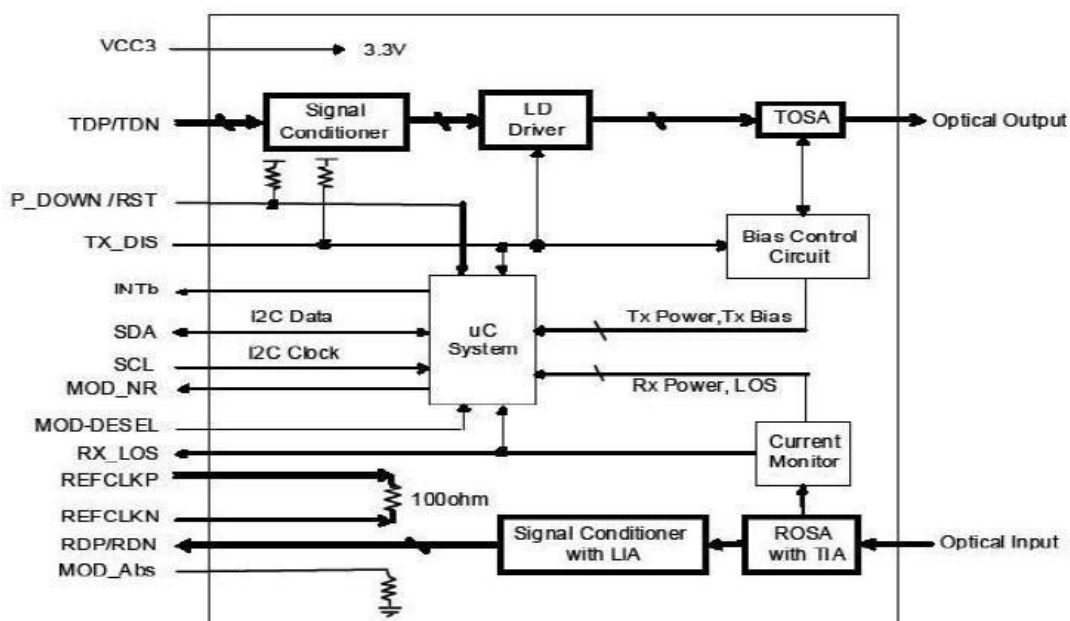 VCC3
3.3V
TDP/TDN
Signal
Conditioner
LD
Driver
TOSA
Optical Output
P_DOWN /RST
TX_DIS
Bias Control
Circuit
INTb
SDA
I2C Data
uC
System
Tx Power,Tx Bias
SCL
I2C Clock
MOD_NR
Rx Power, LOS
MOD-DESEL
RX_LOS
Current
Monitor
REFCLKP
100ohm
REFCLKN
RDP/RDN
Signal Conditioner
with LIA
ROSA
with TIA
Optical Input
MOD_Abs